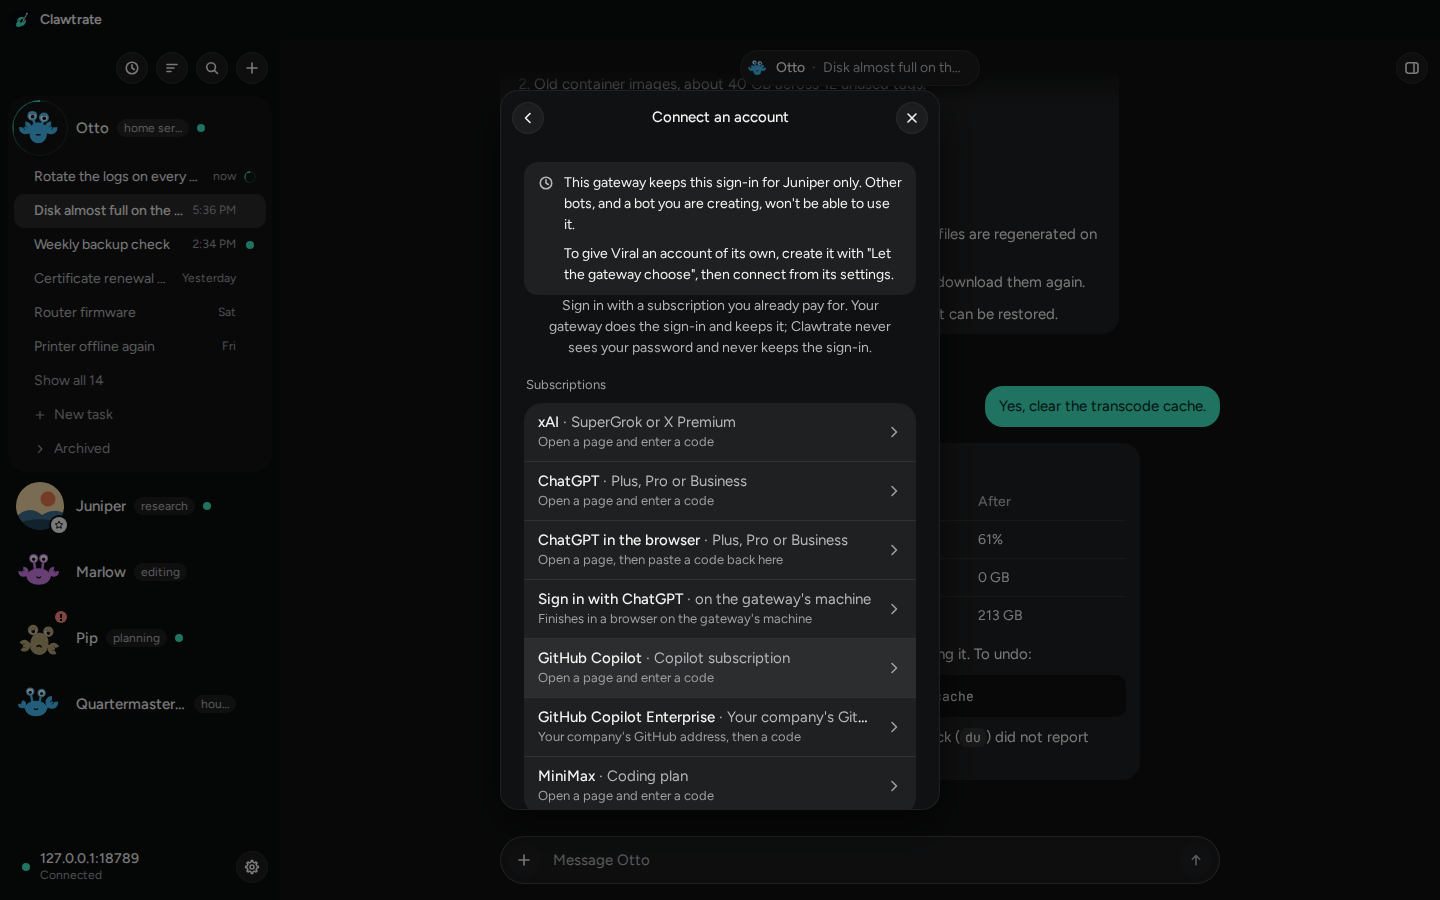 Clawtrate
Otto · Disk almost full on th...
Otto home ser...
Rotate the logs on every ... now
Disk almost full on the ... 5:36 PM
Weekly backup check 2:34 PM
Certificate renewal ... Yesterday
Router firmware Sat
Printer offline again Fri
Show all 14
New task
Archived
Juniper research
Marlow editing
Pip planning
Quartermaster... hou...
127.0.0.1:18789
Connected
2. Old container images, about 40 GB across 12 unused tags.
files are regenerated on
download them again.
t can be restored.
Yes, clear the transcode cache.
After
61%
0 GB
213 GB
ng it. To undo:
cache
ck ( du ) did not report
Message Otto
Connect an account
This gateway keeps this sign-in for Juniper only. Other
bots, and a bot you are creating, won't be able to use
it.
To give Viral an account of its own, create it with "Let
the gateway choose", then connect from its settings.
Sign in with a subscription you already pay for. Your
gateway does the sign-in and keeps it; Clawtrate never
sees your password and never keeps the sign-in.
Subscriptions
xAI · SuperGrok or X Premium
Open a page and enter a code
ChatGPT · Plus, Pro or Business
Open a page and enter a code
ChatGPT in the browser · Plus, Pro or Business
Open a page, then paste a code back here
Sign in with ChatGPT · on the gateway's machine
Finishes in a browser on the gateway's machine
GitHub Copilot · Copilot subscription
Open a page and enter a code
GitHub Copilot Enterprise · Your company's Git...
Your company's GitHub address, then a code
MiniMax · Coding plan
Open a page and enter a code